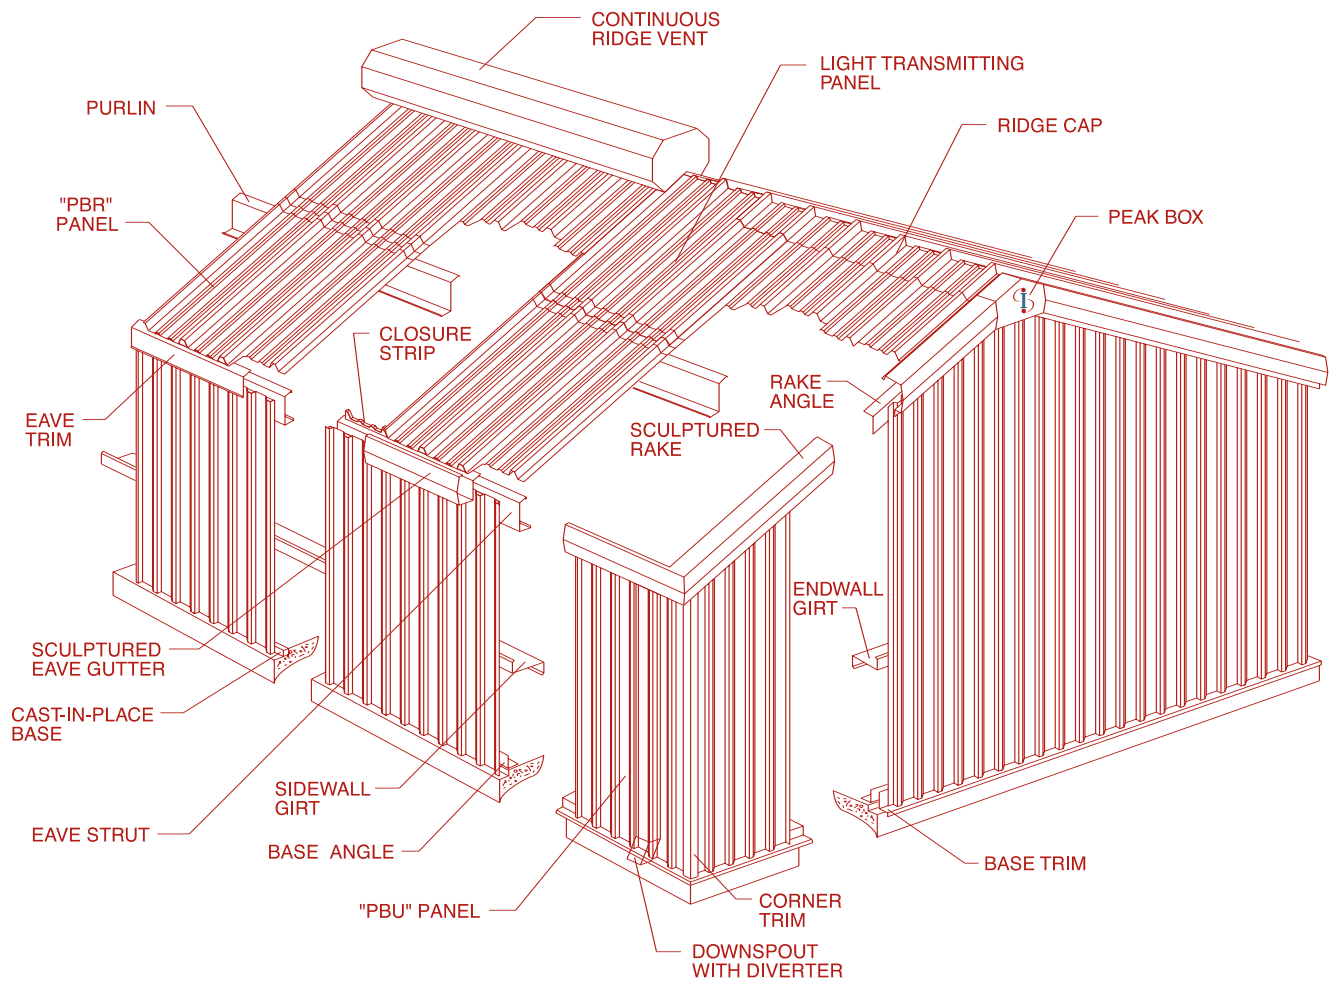 CONTINUOUS
RIDGE VENT
LIGHT TRANSMITTING
PANEL
PURLIN
RIDGE CAP
"PBR"
PANEL
PEAK BOX
CLOSURE
STRIP
RAKE
ANGLE
EAVE
TRIM
SCULPTURED
RAKE
ENDWALL
GIRT
SCULPTURED
EAVE GUTTER
CAST-IN-PLACE
BASE
SIDEWALL
GIRT
EAVE STRUT
BASE ANGLE
BASE TRIM
"PBU" PANEL
CORNER
TRIM
DOWNSPOUT
WITH DIVERTER